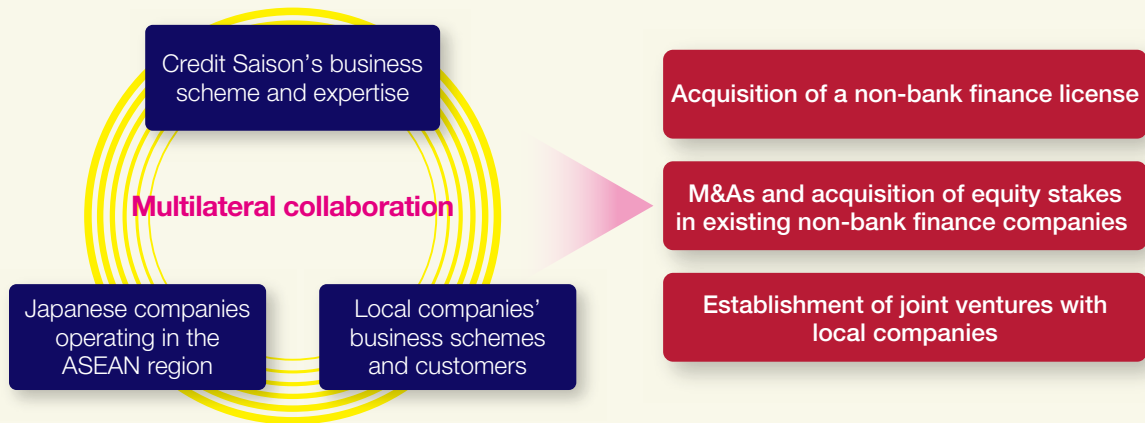 Credit Saison’s business
scheme and expertise
Multilateral collaboration
Japanese companies
operating in the
ASEAN region
Local companies’
business schemes
and customers
Acquisition of a non-bank finance license
M&As and acquisition of equity stakes
in existing non-bank finance companies
Establishment of joint ventures with
local companies